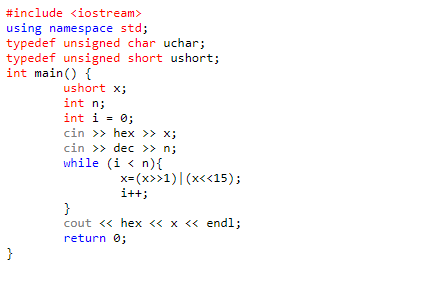 #include <iostream>
using namespace std;
typedef unsigned char uchar;
typedef unsigned short ushort;
int main() {
ushort x;
int n;
int i = 0;
cin >> hex >> x;
cin >> dec >> n;
while (i < n){
x=(x>>1)|(x<<15);
i++;
}
cout << hex << x << endl;
return 0;
}